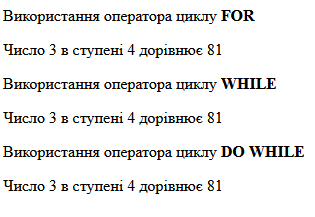 Використання оператора циклу FOR
Число 3 в ступені 4 дорівнює 81
Використання оператора циклу WHILE
Число 3 в ступені 4 дорівнює 81
Використання оператора циклу DO WHILE
Число 3 в ступені 4 дорівнює 81